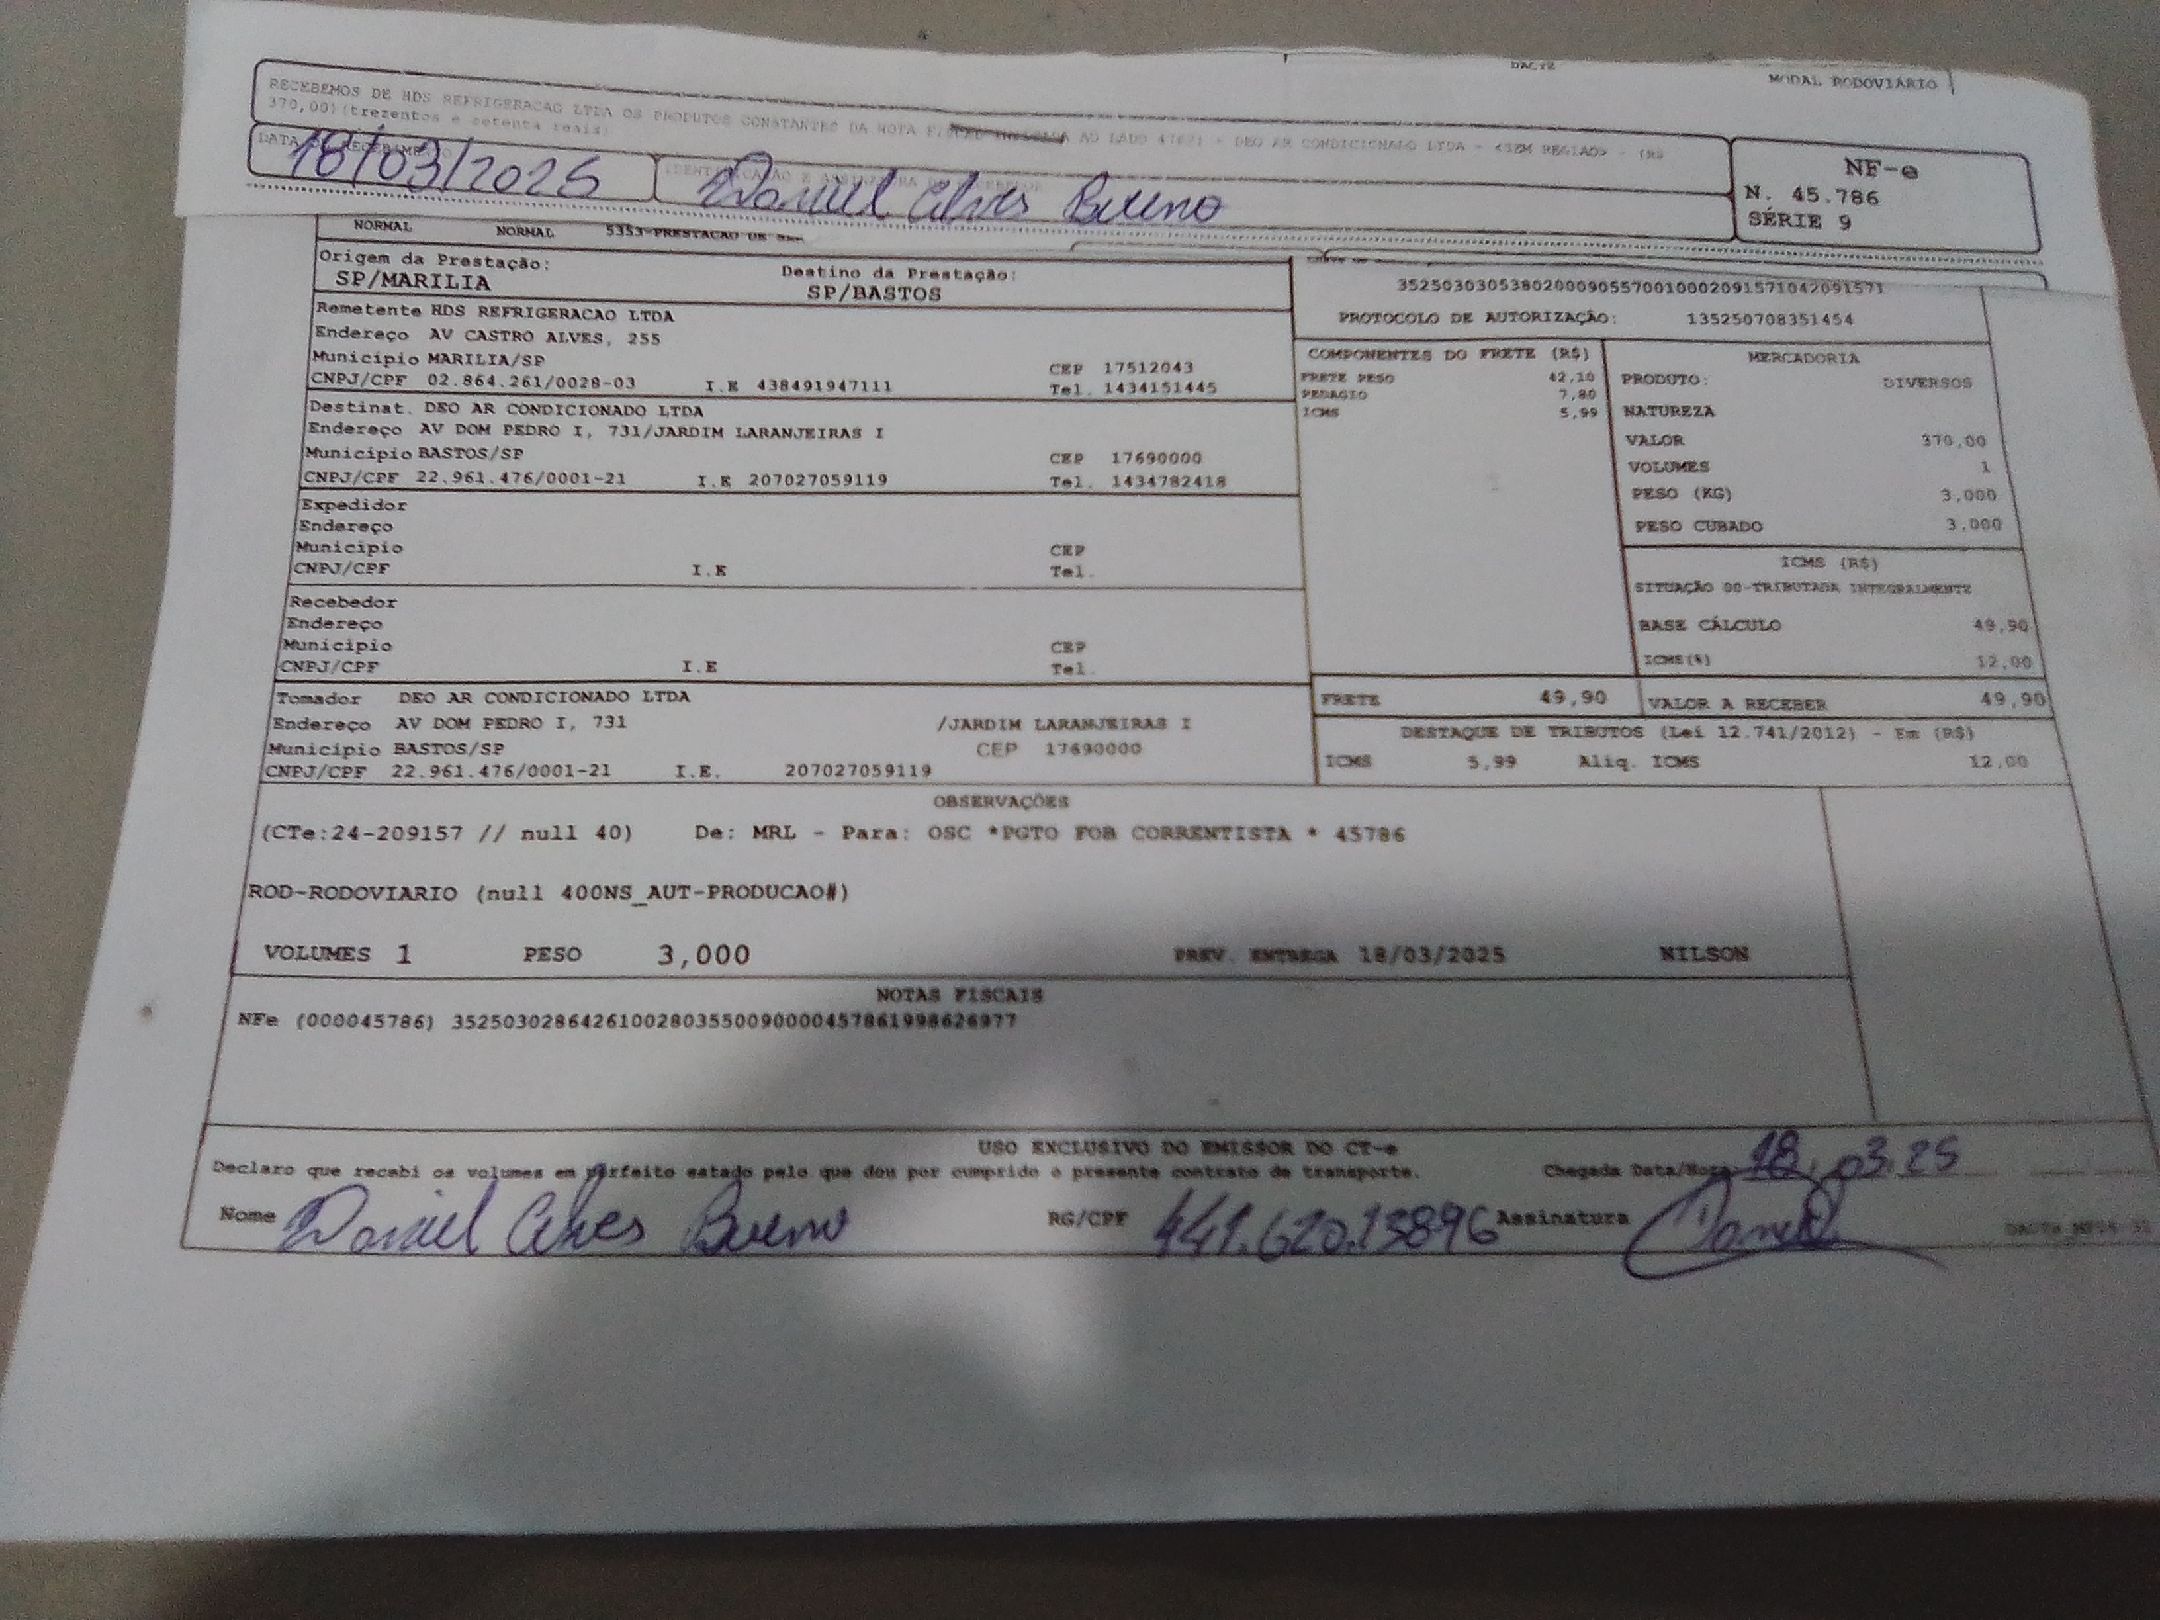 DACTE
MODAL RODOVIÁRIO
RECEBEMOS DE HDS REFRIGERACAO LTDA OS PRODUTOS CONSTANTES DA NOTA FISCAL INDICADA AO LADO - DEO AR CONDICIONADO LTDA - <SEM REGIAO> - (R$
370,00)(trezentos e setenta reais)
DATA RECEBIMENTO
18/03/2025
Daniel Alves Bueno
NF-e
N. 45.786
SÉRIE 9
NORMAL NORMAL 5353-PRESTACAO DE
Origem da Prestação:
SP/MARILIA
Destino da Prestação:
SP/BASTOS
PROTOCOLO DE AUTORIZAÇÃO: 135250708351454
Remetente HDS REFRIGERACAO LTDA
Endereço AV CASTRO ALVES, 255
Município MARILIA/SP CEP 17512043
CNPJ/CPF 02.864.261/0028-03 I.E 438491947111 Tel. 1434151445
Destinat. DEO AR CONDICIONADO LTDA
Endereço AV DOM PEDRO I, 731/JARDIM LARANJEIRAS I
Município BASTOS/SP CEP 17690000
CNPJ/CPF 22.961.476/0001-21 I.E 207027059119 Tel. 1434782418
Expedidor
Endereço
Município CEP
CNPJ/CPF I.E Tel.
Recebedor
Endereço
Município CEP
CNPJ/CPF I.E Tel.
Tomador DEO AR CONDICIONADO LTDA
Endereço AV DOM PEDRO I, 731 /JARDIM LARANJEIRAS I
Município BASTOS/SP CEP 17690000
CNPJ/CPF 22.961.476/0001-21 I.E. 207027059119
COMPONENTES DO FRETE (R$)
FRETE PESO 42,10
PEDAGIO 7,80
ICMS 5,99
MERCADORIA
PRODUTO: DIVERSOS
NATUREZA
VALOR 370,00
VOLUMES 1
PESO (KG) 3,000
PESO CUBADO 3,000
ICMS (R$)
SITUAÇÃO 00-TRIBUTADA INTEGRALMENTE
BASE CÁLCULO 49,90
ICMS(%) 12,00
FRETE 49,90 VALOR A RECEBER 49,90
DESTAQUE DE TRIBUTOS (Lei 12.741/2012) - Em (R$)
ICMS 5,99 Aliq. ICMS 12,00
OBSERVAÇÕES
(CTe:24-209157 // null 40) De: MRL - Para: OSC *PGTO FOB CORRENTISTA * 45786
ROD-RODOVIARIO (null 400NS_AUT-PRODUCAO#)
VOLUMES 1 PESO 3,000 PREV. ENTREGA 18/03/2025 NILSON
NOTAS FISCAIS
NFe (000045786) 35250302864261002803550090000457861998626977
USO EXCLUSIVO DO EMISSOR DO CT-e
Declaro que recebi os volumes em perfeito estado pelo que dou por cumprido o presente contrato de transporte. Chegada Data/Hora 18.03.25
Nome Daniel Alves Bueno RG/CPF 441.620.13896 Assinatura Daniel